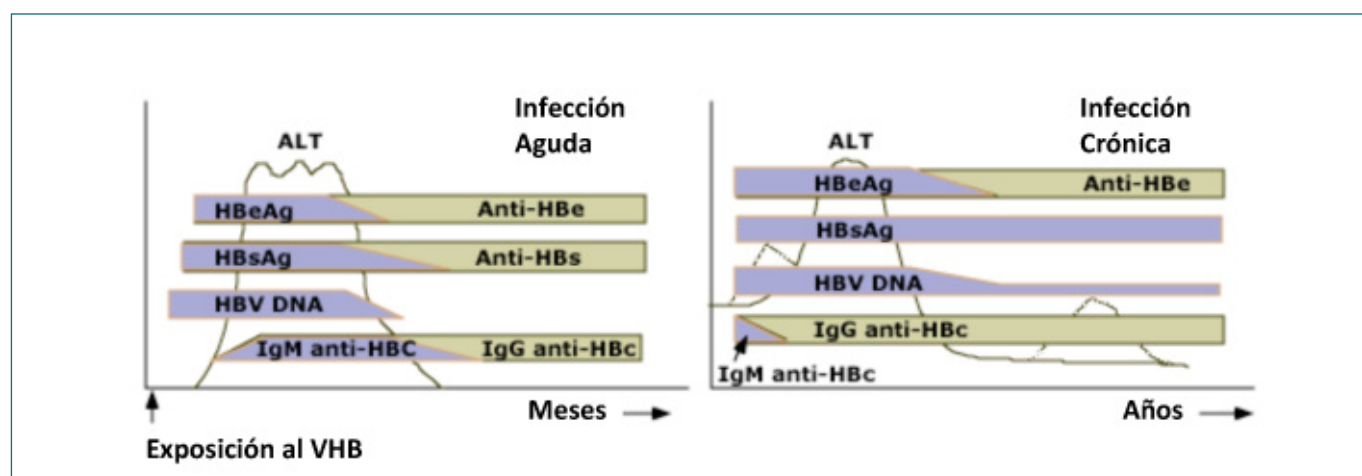 Infección
Aguda
ALT
HBeAg
Anti-HBe
HBsAg
Anti-HBs
HBV DNA
IgM anti-HBC
IgG anti-HBc
Meses
Exposición al VHB
Infección
Crónica
ALT
HBeAg
Anti-HBe
HBsAg
HBV DNA
IgG anti-HBc
IgM anti-HBc
Años